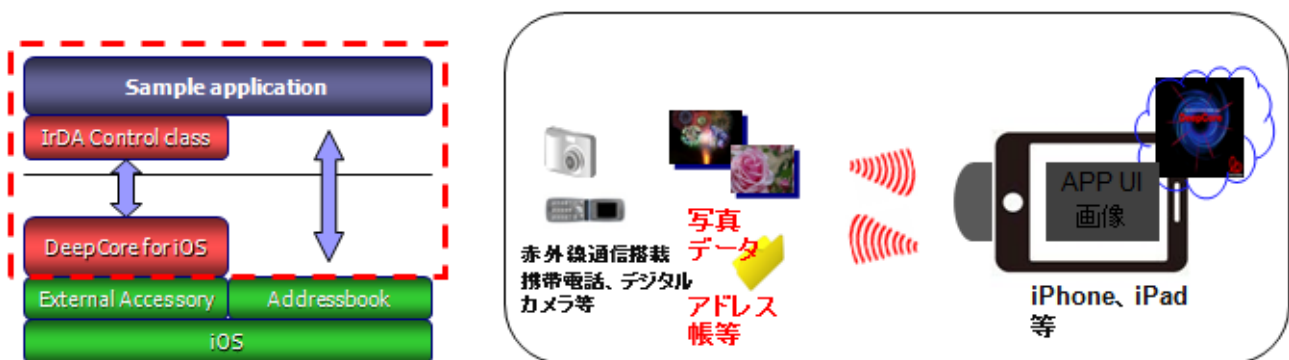 Sample application
IrDA Control class
DeepCore for iOS
External Accessory
Addressbook
iOS
赤外線通信搭載
携帯電話、デジタル
カメラ等
写真
データ
アドレス
帳等
DeepCore
APP UI
画像
iPhone、iPad
等